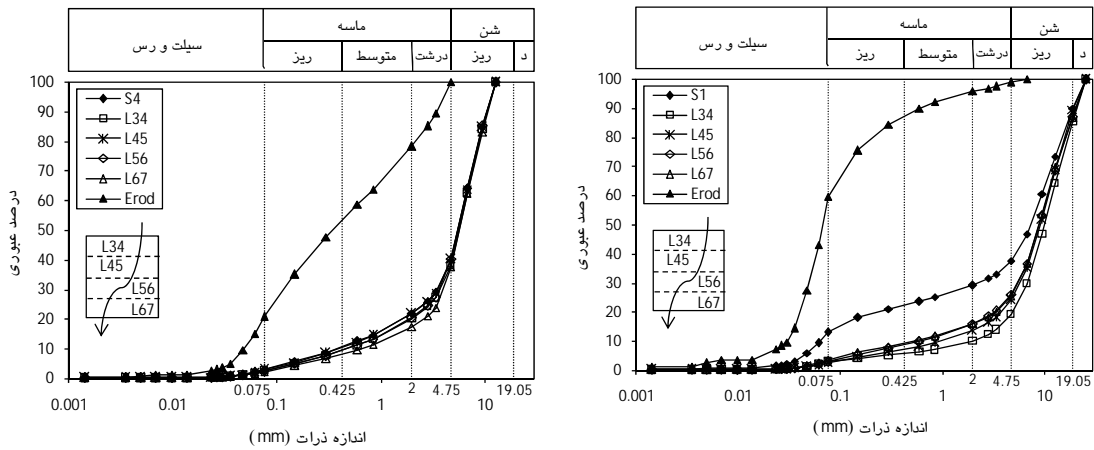 سیلت و رس
ماسه
شن
ریز
متوسط
درشت
ریز
د
100
90
80
70
60
50
40
30
20
10
0
درصد عبوری
S4
L34
L45
L56
L67
Erod
L34
L45
L56
L67
0.075
0.425
2
4.75
19.05
0.001
0.01
0.1
1
10
اندازه ذرات (mm)
سیلت و رس
ماسه
شن
ریز
متوسط
درشت
ریز
د
100
90
80
70
60
50
40
30
20
10
0
درصد عبوری
S1
L34
L45
L56
L67
Erod
L34
L45
L56
L67
0.075
0.425
2
4.75
19.05
0.001
0.01
0.1
1
10
اندازه ذرات (mm)